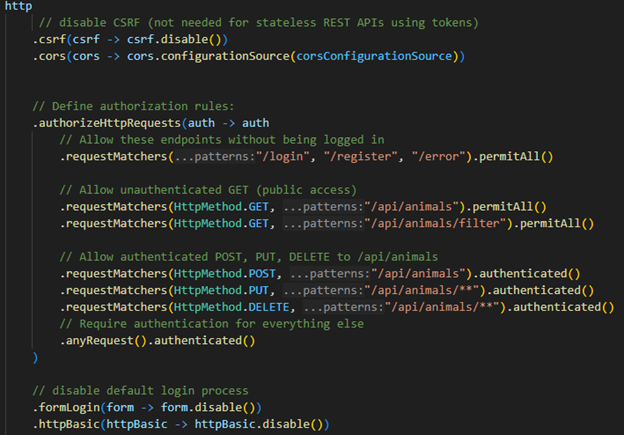 http
// disable CSRF (not needed for stateless REST APIs using tokens)
.csrf(csrf -> csrf.disable())
.cors(cors -> cors.configurationSource(corsConfigurationSource))
// Define authorization rules:
.authorizeHttpRequests(auth -> auth
// Allow these endpoints without being logged in
.requestMatchers(...patterns:"/login", "/register", "/error").permitAll()
// Allow unauthenticated GET (public access)
.requestMatchers(HttpMethod.GET, ...patterns:"/api/animals").permitAll()
.requestMatchers(HttpMethod.GET, ...patterns:"/api/animals/filter").permitAll()
// Allow authenticated POST, PUT, DELETE to /api/animals
.requestMatchers(HttpMethod.POST, ...patterns:"/api/animals").authenticated()
.requestMatchers(HttpMethod.PUT, ...patterns:"/api/animals/**").authenticated()
.requestMatchers(HttpMethod.DELETE, ...patterns:"/api/animals/**").authenticated()
// Require authentication for everything else
.anyRequest().authenticated()
)
// disable default login process
.formLogin(form -> form.disable())
.httpBasic(httpBasic -> httpBasic.disable())